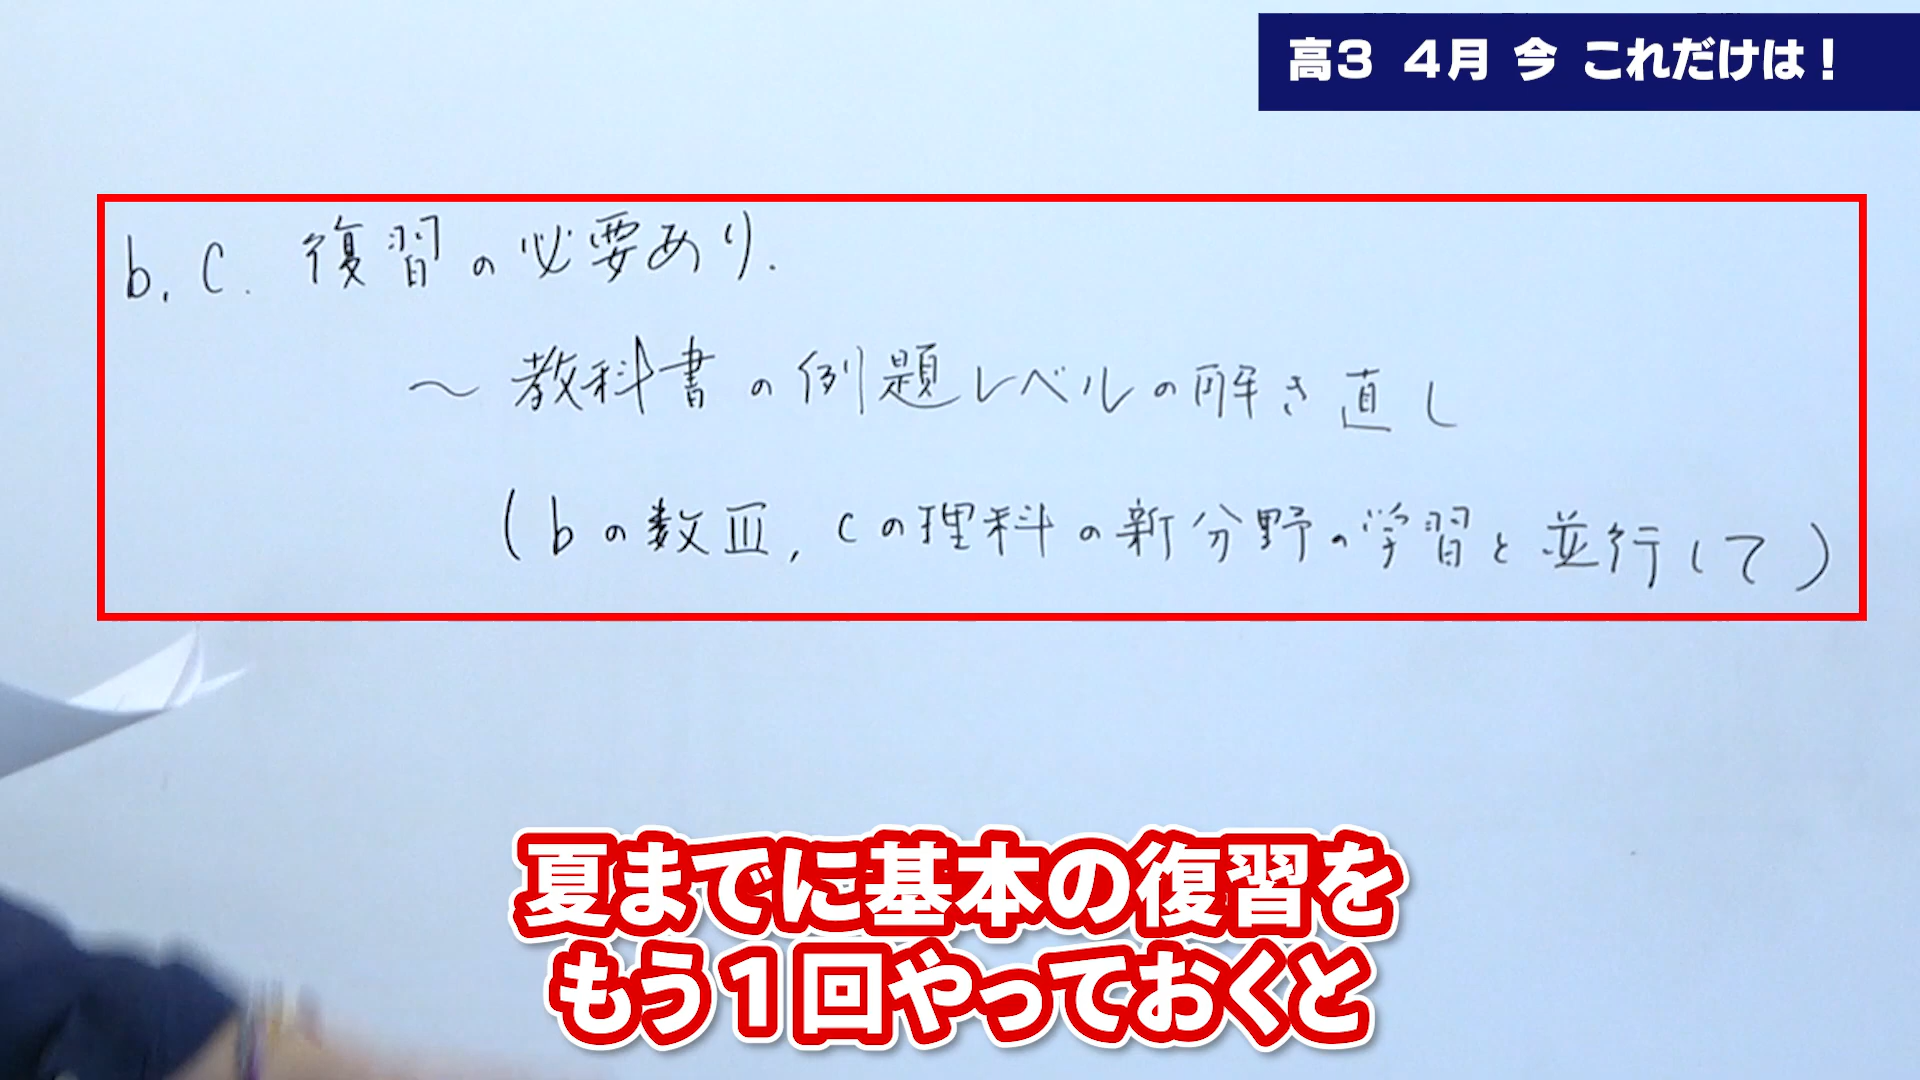 高3 4月 今 これだけは！
b. c. 復習の必要あり.
〜 教科書の例題レベルの解き直し
(bの数Ⅲ, cの理科の新分野の学習と並行して)
夏までに基本の復習を
もう1回やっておくと